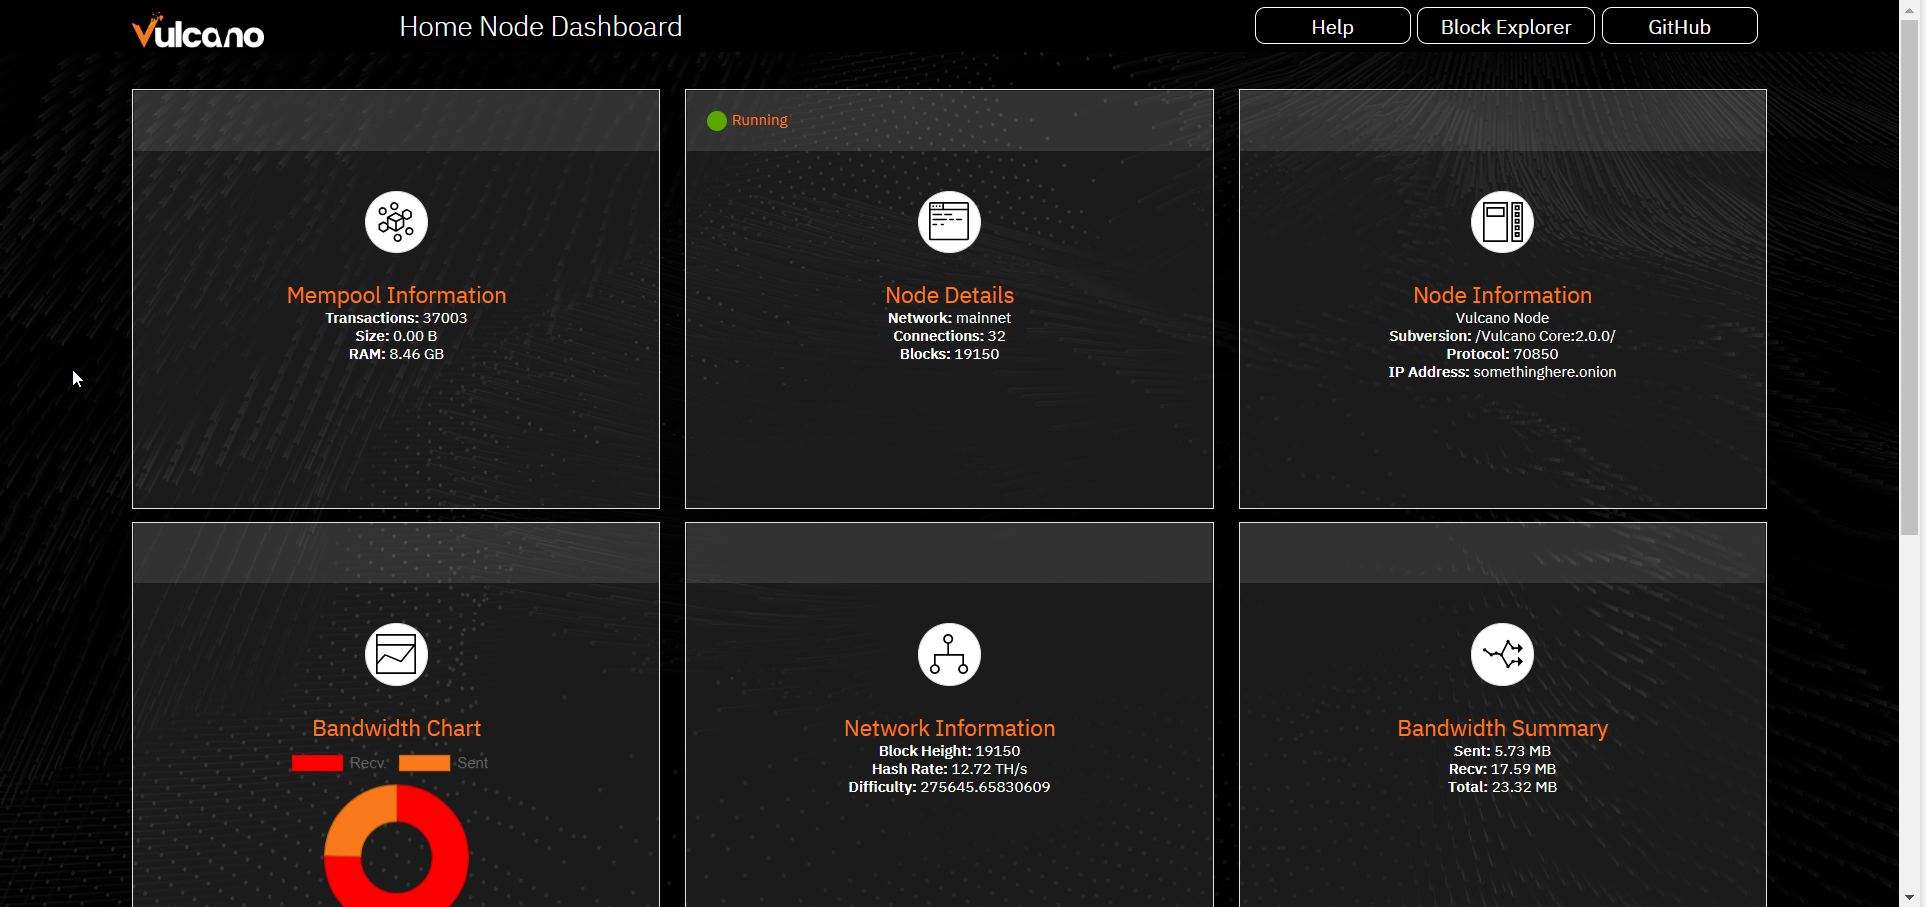 Vulcano
Home Node Dashboard
Help
Block Explorer
GitHub
Mempool Information
Transactions: 37003
Size: 0.00 B
RAM: 8.46 GB
Running
Node Details
Network: mainnet
Connections: 32
Blocks: 19150
Node Information
Vulcano Node
Subversion: /Vulcano Core:2.0.0/
Protocol: 70850
IP Address: somethinghere.onion
Bandwidth Chart
Recv. Sent
Network Information
Block Height: 19150
Hash Rate: 12.72 TH/s
Difficulty: 275645.65830609
Bandwidth Summary
Sent: 5.73 MB
Recv: 17.59 MB
Total: 23.32 MB